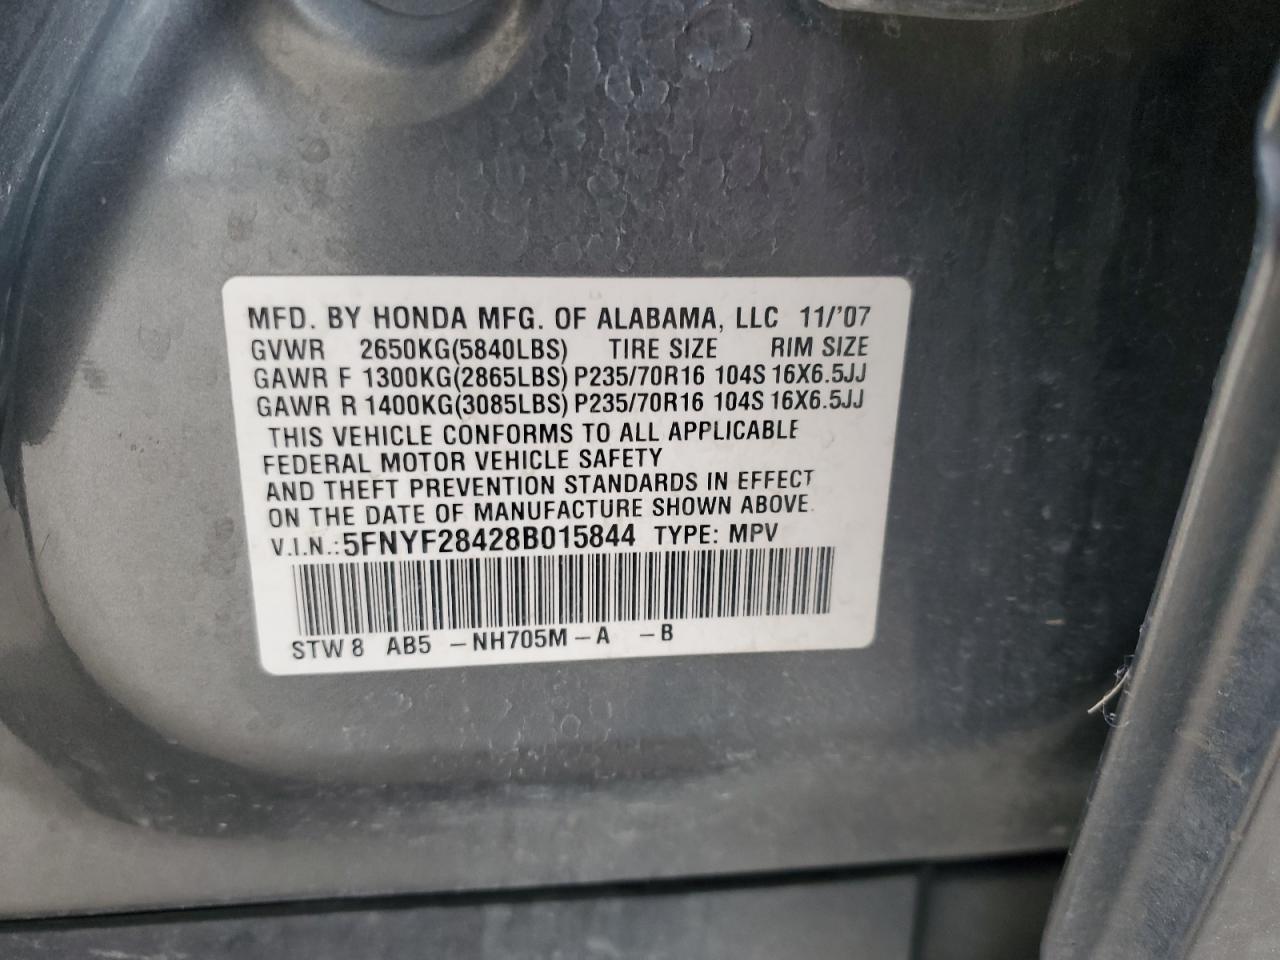 MFD. BY HONDA MFG. OF ALABAMA, LLC 11/'07
GVWR 2650KG(5840LBS) TIRE SIZE RIM SIZE
GAWR F 1300KG(2865LBS) P235/70R16 104S 16X6.5JJ
GAWR R 1400KG(3085LBS) P235/70R16 104S 16X6.5JJ
THIS VEHICLE CONFORMS TO ALL APPLICABLE
FEDERAL MOTOR VEHICLE SAFETY
AND THEFT PREVENTION STANDARDS IN EFFECT
ON THE DATE OF MANUFACTURE SHOWN ABOVE.
V.I.N.:5FNYF28428B015844 TYPE: MPV
STW8 AB5 -NH705M-A -B